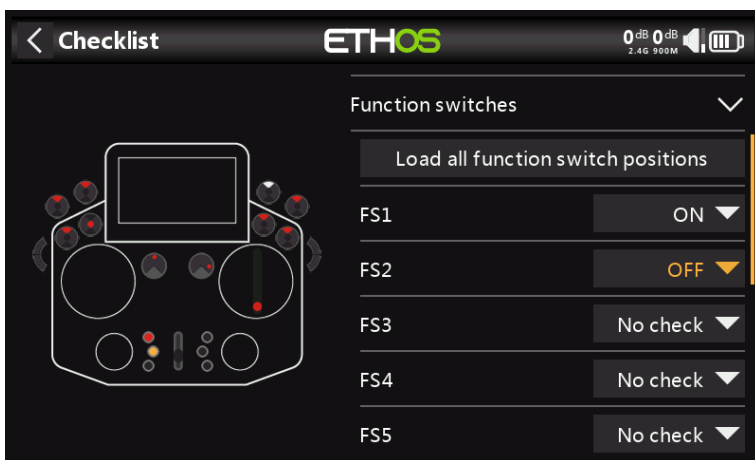 Checklist
ETHOS
0dB 0dB
2.4G 900M
Function switches
Load all function switch positions
FS1 ON
FS2 OFF
FS3 No check
FS4 No check
FS5 No check